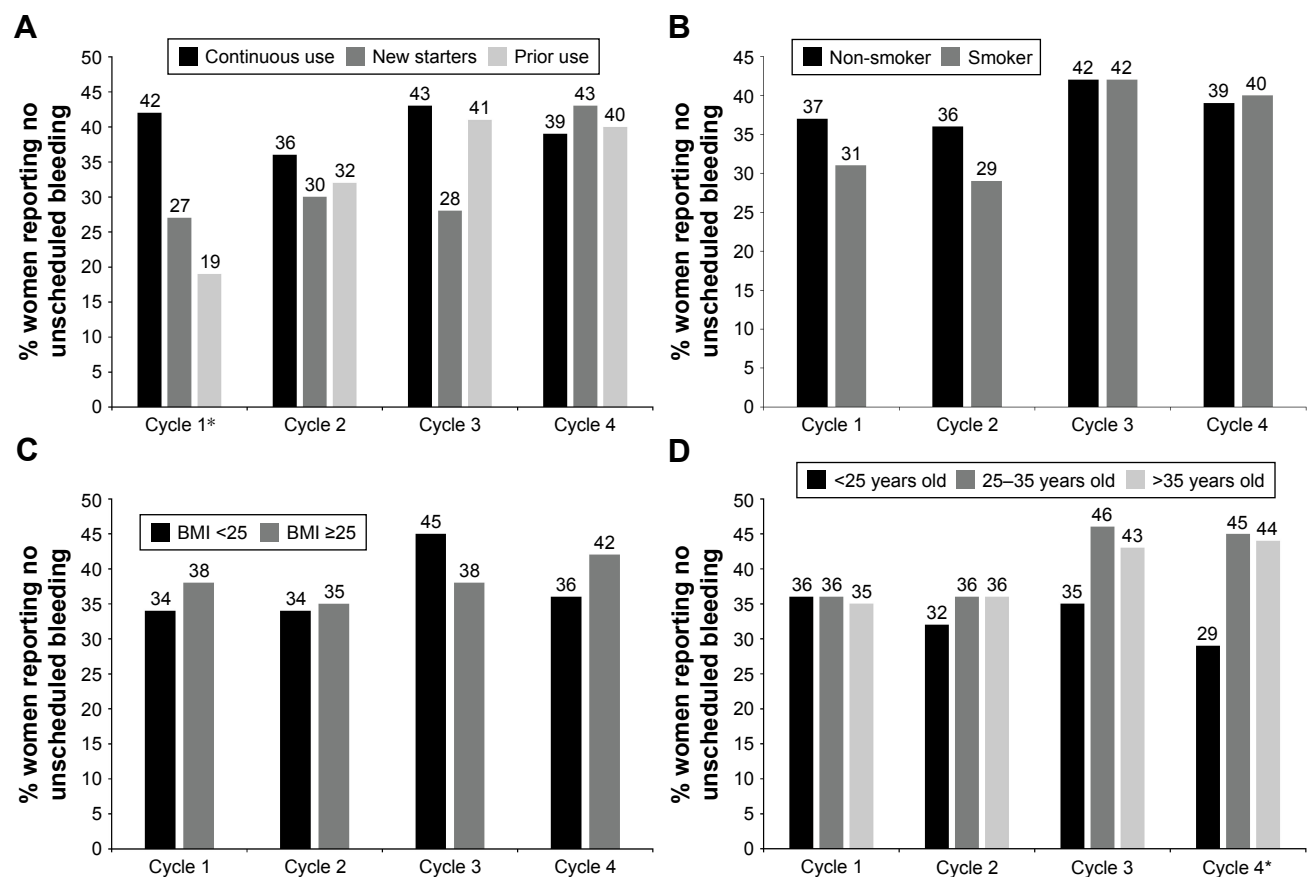 A
Continuous use New starters Prior use
% women reporting no
unscheduled bleeding
50
45
40
35
30
25
20
15
10
5
0
42 27 19
36 30 32
43 28 41
39 43 40
Cycle 1* Cycle 2 Cycle 3 Cycle 4
B
Non-smoker Smoker
% women reporting no
unscheduled bleeding
45
40
35
30
25
20
15
10
5
0
37 31
36 29
42 42
39 40
Cycle 1 Cycle 2 Cycle 3 Cycle 4
C
BMI <25 BMI ≥25
% women reporting no
unscheduled bleeding
50
45
40
35
30
25
20
15
10
5
0
34 38
34 35
45 38
36 42
Cycle 1 Cycle 2 Cycle 3 Cycle 4
D
<25 years old 25–35 years old >35 years old
% women reporting no
unscheduled bleeding
50
45
40
35
30
25
20
15
10
5
0
36 36 35
32 36 36
35 46 43
29 45 44
Cycle 1 Cycle 2 Cycle 3 Cycle 4*